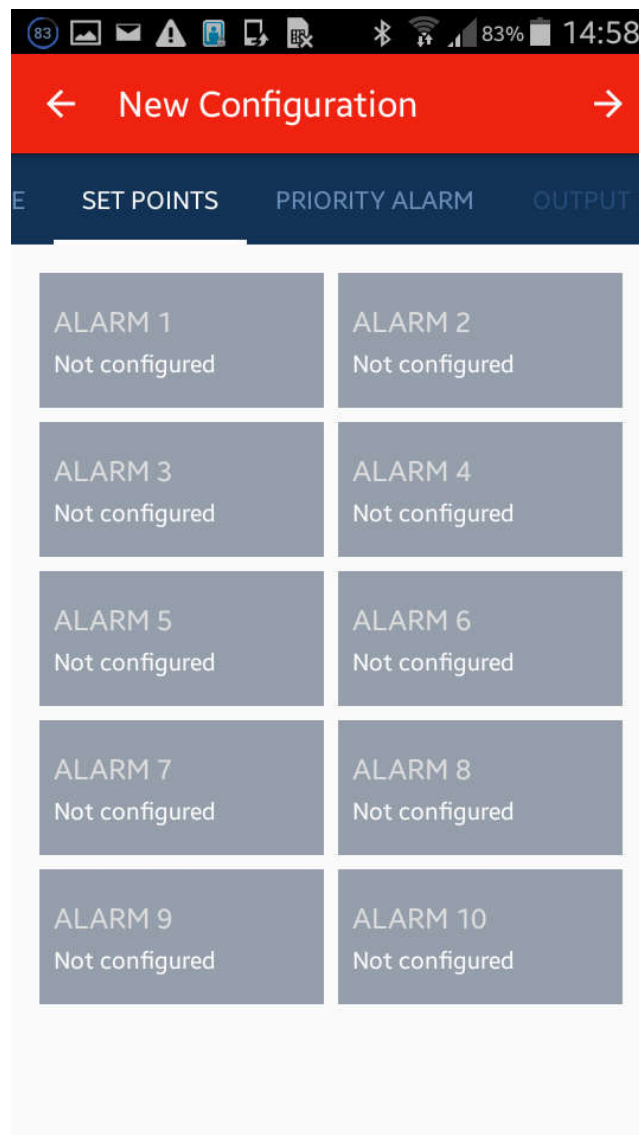 83 83% 14:58
New Configuration
E SET POINTS PRIORITY ALARM OUTPUT
ALARM 1 ALARM 2
Not configured Not configured
ALARM 3 ALARM 4
Not configured Not configured
ALARM 5 ALARM 6
Not configured Not configured
ALARM 7 ALARM 8
Not configured Not configured
ALARM 9 ALARM 10
Not configured Not configured